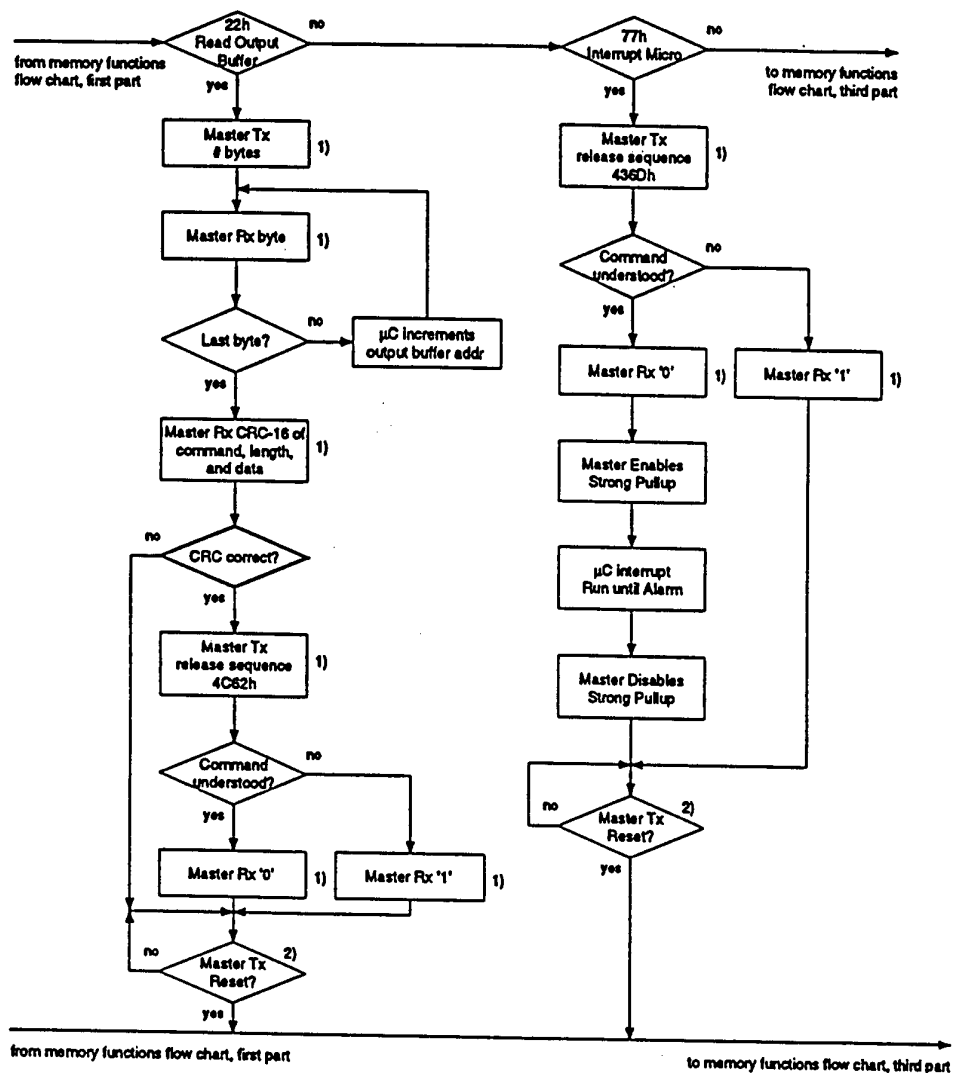 22h
Read Output
Buffer
no
from memory functions
flow chart, first part
yes
Master Tx
# bytes
1)
Master Rx byte
1)
Last byte?
no
µC increments
output buffer addr
yes
Master Rx CRC-16 of
command, length,
and data
1)
no
CRC correct?
yes
Master Tx
release sequence
4C62h
1)
Command
understood?
no
yes
Master Rx '0'
1)
Master Rx '1'
1)
no
Master Tx
Reset?
2)
yes
from memory functions flow chart, first part
77h
Interrupt Micro
no
to memory functions
flow chart, third part
yes
Master Tx
release sequence
436Dh
1)
Command
understood?
no
yes
Master Rx '0'
1)
Master Rx '1'
1)
Master Enables
Strong Pullup
µC interrupt
Run until Alarm
Master Disables
Strong Pullup
no
Master Tx
Reset?
2)
yes
to memory functions flow chart, third part